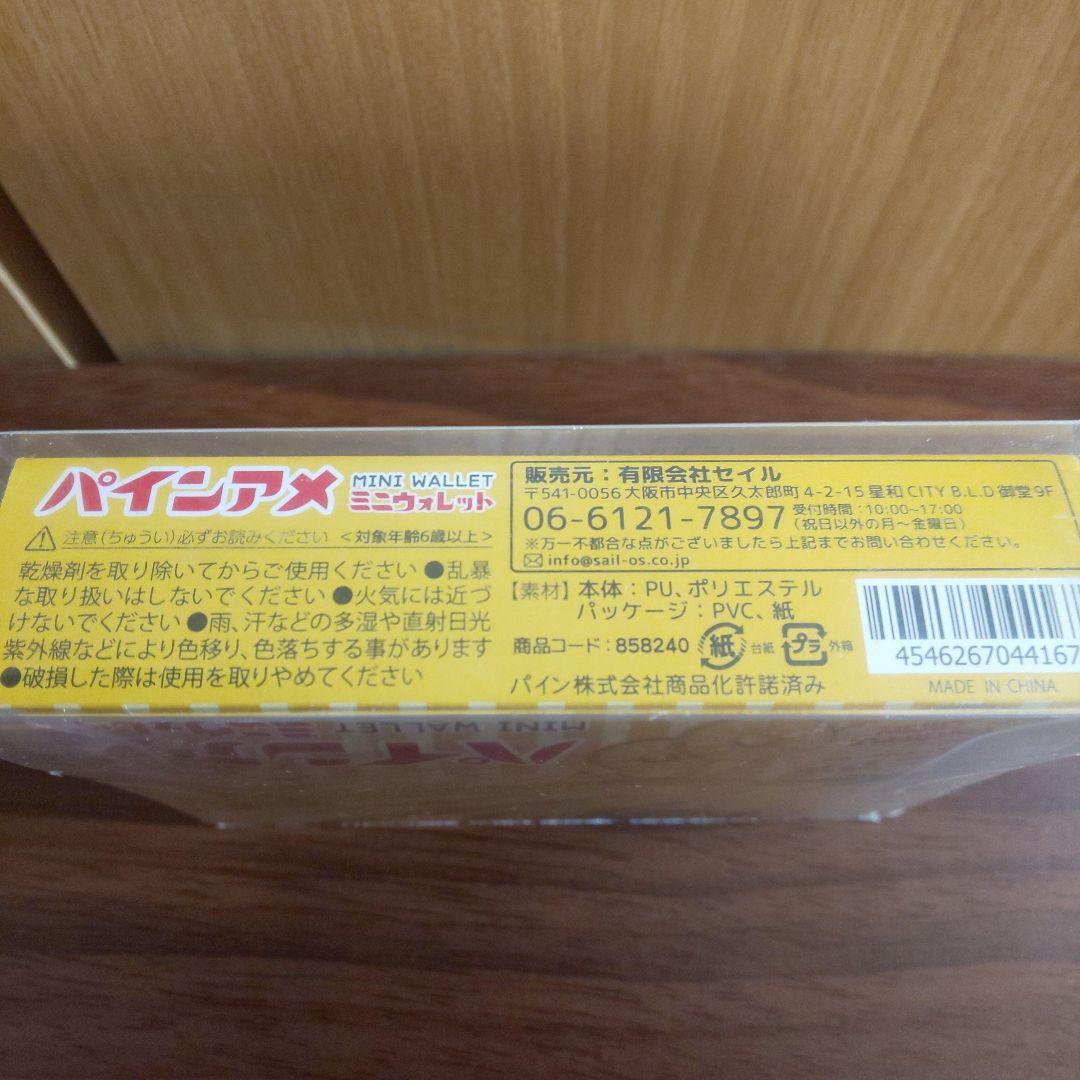 パインアメ MINI WALLET
ミニウォレット
注意(ちゅうい)必ずお読みください <対象年齢6歳以上>
乾燥剤を取り除いてからご使用ください ●乱暴
な取り扱いはしないでください ●火気には近づ
けないでください ●雨、汗などの多湿や直射日光
紫外線などにより色移り、色落ちする事があります
●破損した際は使用を取りやめてください
販売元:有限会社セイル
〒541-0056 大阪市中央区久太郎町 4-2-15 星和 CITY B.L.D 御堂 9F
06-6121-7897 受付時間:10:00~17:00
(祝日以外の月~金曜日)
※万一不都合な点がございましたら上記までお問い合わせください。
info@sail-os.co.jp
【素材】本体:PU、ポリエステル
パッケージ:PVC、紙
商品コード:858240 紙 台紙 プラ 外箱
パイン株式会社商品化許諾済み
4546267044167
MADE IN CHINA
パインアメ MINI WALLET